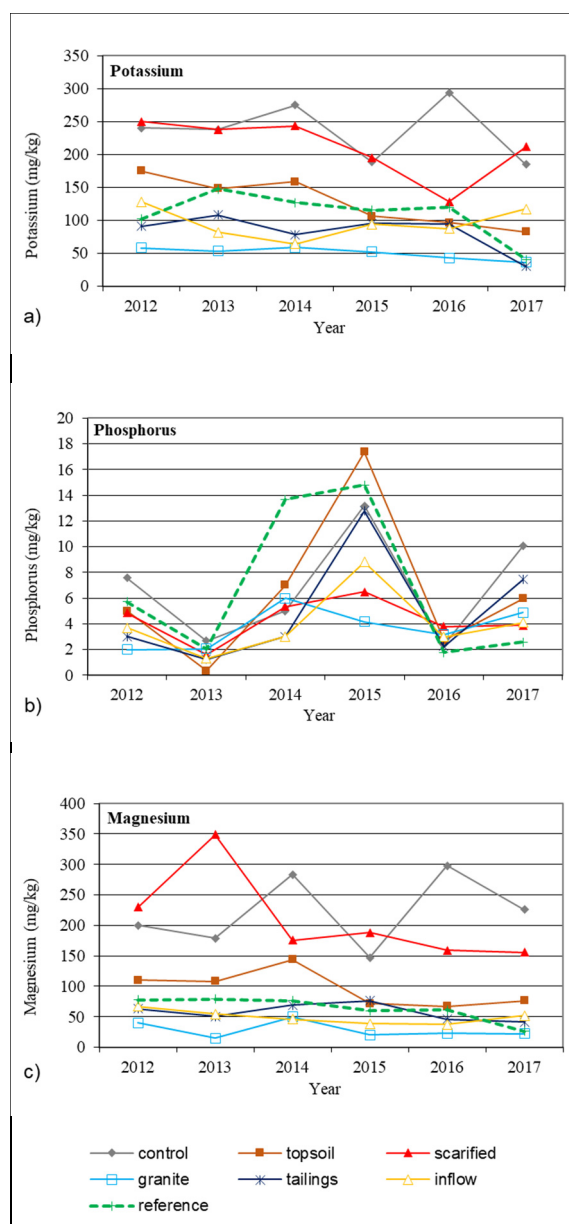 350
Potassium
300
250
200
150
100
50
0
Potassium (mg/kg)
2012 2013 2014 2015 2016 2017
a)
Year
20
Phosphorus
18
16
14
12
10
8
6
4
2
0
Phosphorus (mg/kg)
2012 2013 2014 2015 2016 2017
b)
Year
400
Magnesium
350
300
250
200
150
100
50
0
Magnesium (mg/kg)
2012 2013 2014 2015 2016 2017
c)
Year
control topsoil scarified
granite tailings inflow
reference